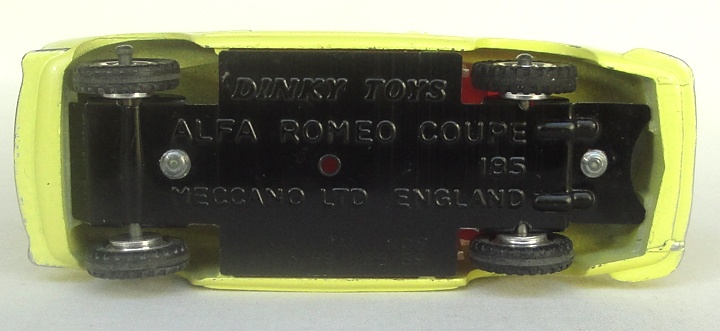 DINKY TOYS
ALFA ROMEO COUPE
185
MECCANO LTD ENGLAND